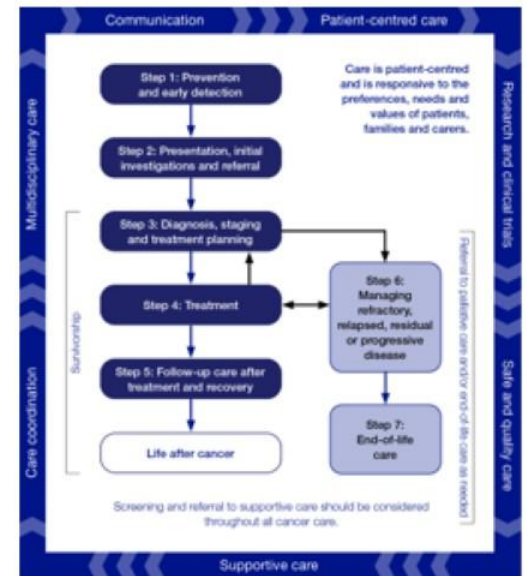 Communication
Patient-centred care
Multidisciplinary care
Care coordination
Research and clinical trials
Safe and quality care
Supportive care
Care is patient-centred
and is responsive to the
preferences, needs and
values of patients,
families and carers.
Step 1: Prevention
and early detection
Step 2: Presentation, initial
investigations and referral
Survivorship
Step 3: Diagnosis, staging
and treatment planning
Step 4: Treatment
Step 5: Follow-up care after
treatment and recovery
Life after cancer
Step 6:
Managing
refractory,
relapsed, residual
or progressive
disease
Step 7:
End-of-life
care
Referral to palliative care and/or end-of-life care as needed
Screening and referral to supportive care should be considered
throughout all cancer care.